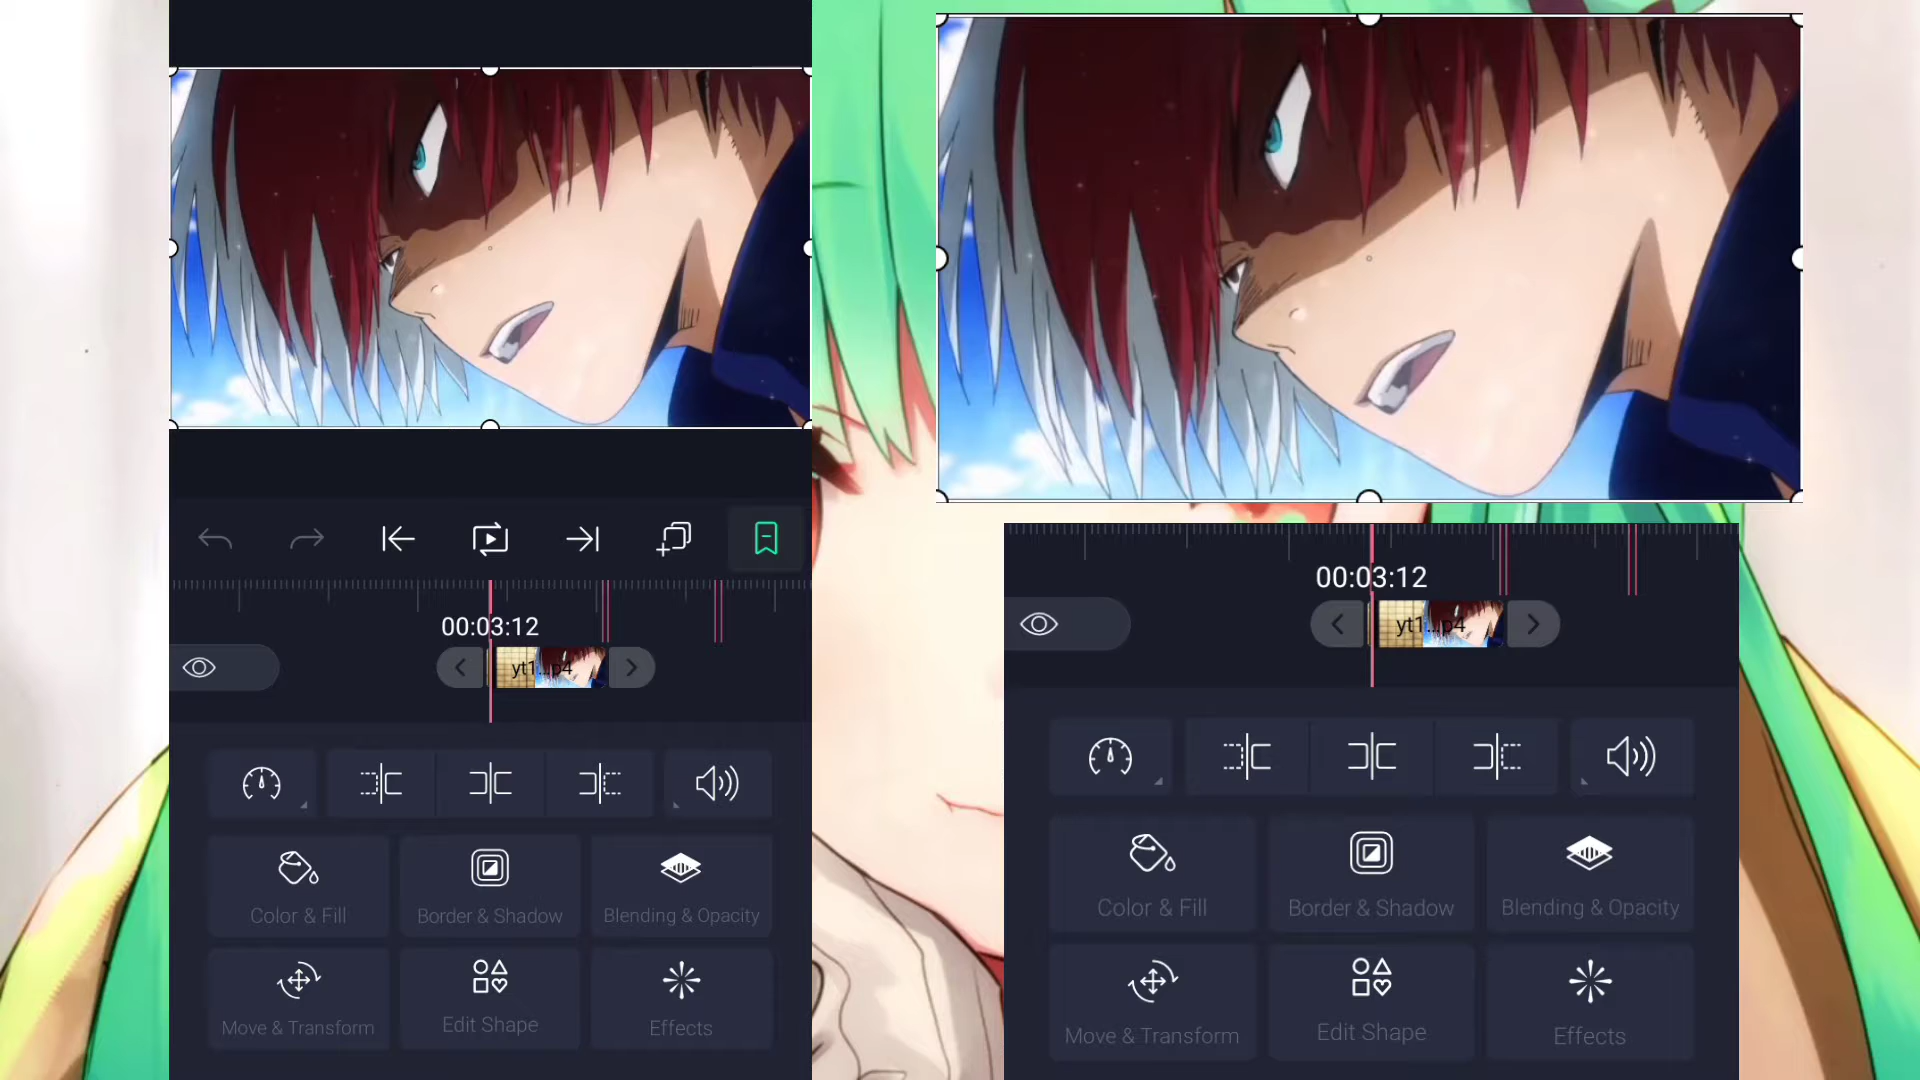 00:03:12
yt1...p4
Color & Fill
Border & Shadow
Blending & Opacity
Move & Transform
Edit Shape
Effects
00:03:12
yt1...p4
Color & Fill
Border & Shadow
Blending & Opacity
Move & Transform
Edit Shape
Effects